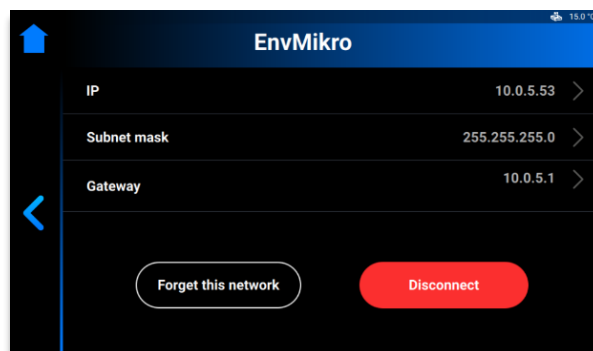 15.0 °C
EnvMikro
IP 10.0.5.53
Subnet mask 255.255.255.0
Gateway 10.0.5.1
Forget this network Disconnect